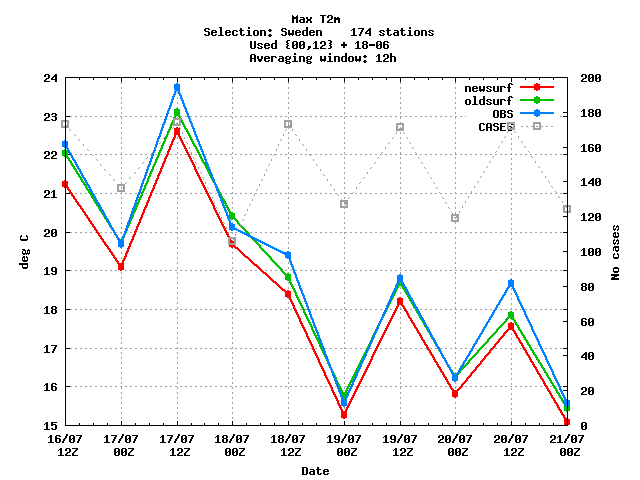 Max T2m
Selection: Sweden 174 stations
Used {00,12} + 18-06
Averaging window: 12h
newsurf
oldsurf
OBS
CASES
deg C
24
23
22
21
20
19
18
17
16
15
200
180
160
140
120
100
80
60
40
20
0
No cases
16/07 17/07 17/07 18/07 18/07 19/07 19/07 20/07 20/07 21/07
12Z 00Z 12Z 00Z 12Z 00Z 12Z 00Z 12Z 00Z
Date